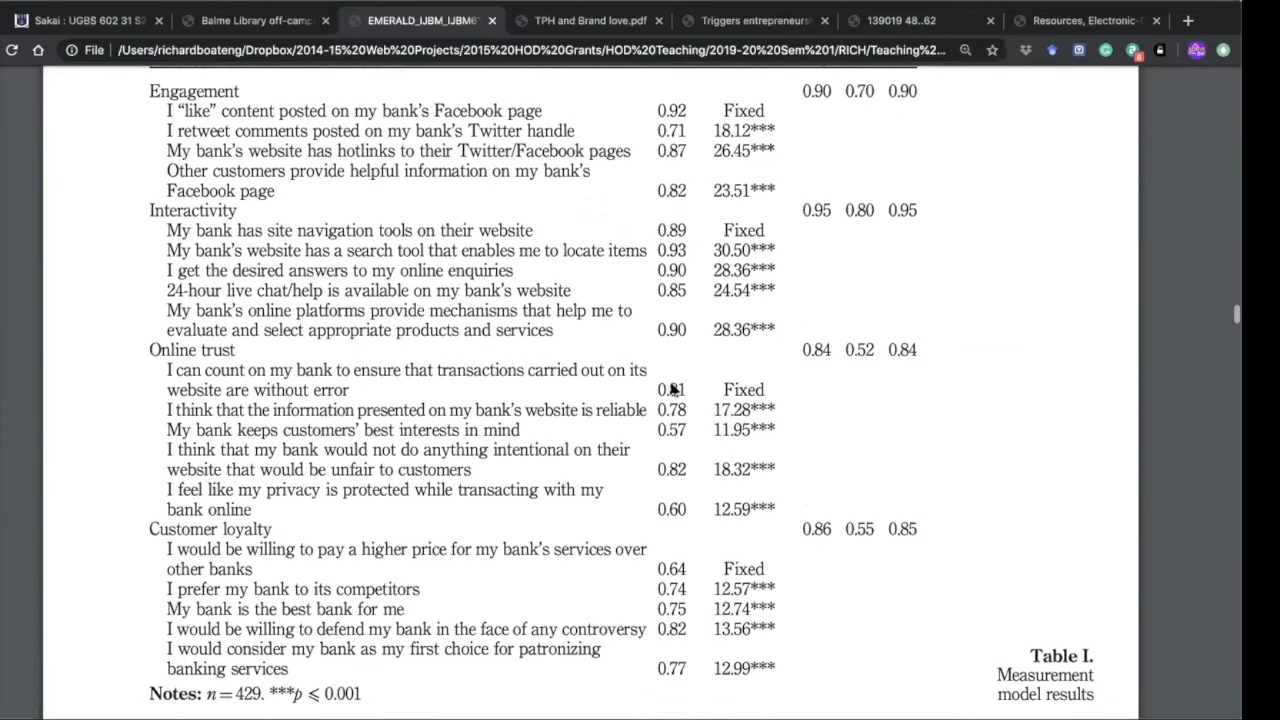 Sakai : UGBS 602 31 S2
Balme Library off-camp
EMERALD_IJBM_IJBM6
TPH and Brand love.pdf
Triggers entrepreneurs
139019 48..62
Resources, Electronic-
File /Users/richardboateng/Dropbox/2014-15%20Web%20Projects/2015%20HOD%20Grants/HOD%20Teaching/2019-20%20Sem%201/RICH/Teaching%2...
Engagement 0.90 0.70 0.90
I “like” content posted on my bank’s Facebook page 0.92 Fixed
I retweet comments posted on my bank’s Twitter handle 0.71 18.12***
My bank’s website has hotlinks to their Twitter/Facebook pages 0.87 26.45***
Other customers provide helpful information on my bank’s
Facebook page 0.82 23.51***
Interactivity 0.95 0.80 0.95
My bank has site navigation tools on their website 0.89 Fixed
My bank’s website has a search tool that enables me to locate items 0.93 30.50***
I get the desired answers to my online enquiries 0.90 28.36***
24-hour live chat/help is available on my bank’s website 0.85 24.54***
My bank’s online platforms provide mechanisms that help me to
evaluate and select appropriate products and services 0.90 28.36***
Online trust 0.84 0.52 0.84
I can count on my bank to ensure that transactions carried out on its
website are without error Fixed
I think that the information presented on my bank’s website is reliable 0.78 17.28***
My bank keeps customers’ best interests in mind 0.57 11.95***
I think that my bank would not do anything intentional on their
website that would be unfair to customers 0.82 18.32***
I feel like my privacy is protected while transacting with my
bank online 0.60 12.59***
Customer loyalty 0.86 0.55 0.85
I would be willing to pay a higher price for my bank’s services over
other banks 0.64 Fixed
I prefer my bank to its competitors 0.74 12.57***
My bank is the best bank for me 0.75 12.74***
I would be willing to defend my bank in the face of any controversy 0.82 13.56***
I would consider my bank as my first choice for patronizing
banking services 0.77 12.99***
Notes: n = 429. ***p ⩽ 0.001
Table I.
Measurement
model results